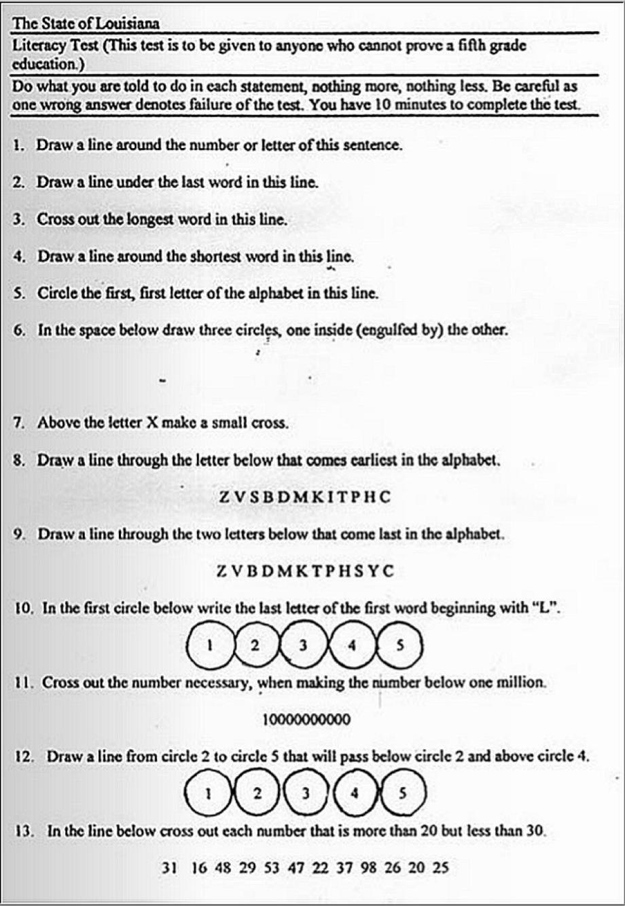 The State of Louisiana
Literacy Test (This test is to be given to anyone who cannot prove a fifth grade
education.)
Do what you are told to do in each statement, nothing more, nothing less. Be careful as
one wrong answer denotes failure of the test. You have 10 minutes to complete the test.
1. Draw a line around the number or letter of this sentence.
2. Draw a line under the last word in this line.
3. Cross out the longest word in this line.
4. Draw a line around the shortest word in this line.
5. Circle the first, first letter of the alphabet in this line.
6. In the space below draw three circles, one inside (engulfed by) the other.
7. Above the letter X make a small cross.
8. Draw a line through the letter below that comes earliest in the alphabet.
Z V S B D M K I T P H C
9. Draw a line through the two letters below that come last in the alphabet.
Z V B D M K T P H S Y C
10. In the first circle below write the last letter of the first word beginning with “L”.
1 2 3 4 5
11. Cross out the number necessary, when making the number below one million.
10000000000
12. Draw a line from circle 2 to circle 5 that will pass below circle 2 and above circle 4.
1 2 3 4 5
13. In the line below cross out each number that is more than 20 but less than 30.
31 16 48 29 53 47 22 37 98 26 20 25